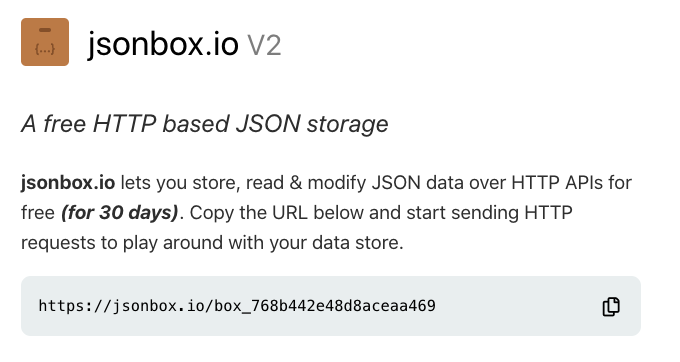 {...}
jsonbox.io V2
A free HTTP based JSON storage
jsonbox.io lets you store, read & modify JSON data over HTTP APIs for
free (for 30 days). Copy the URL below and start sending HTTP
requests to play around with your data store.
https://jsonbox.io/box_768b442e48d8aceaa469